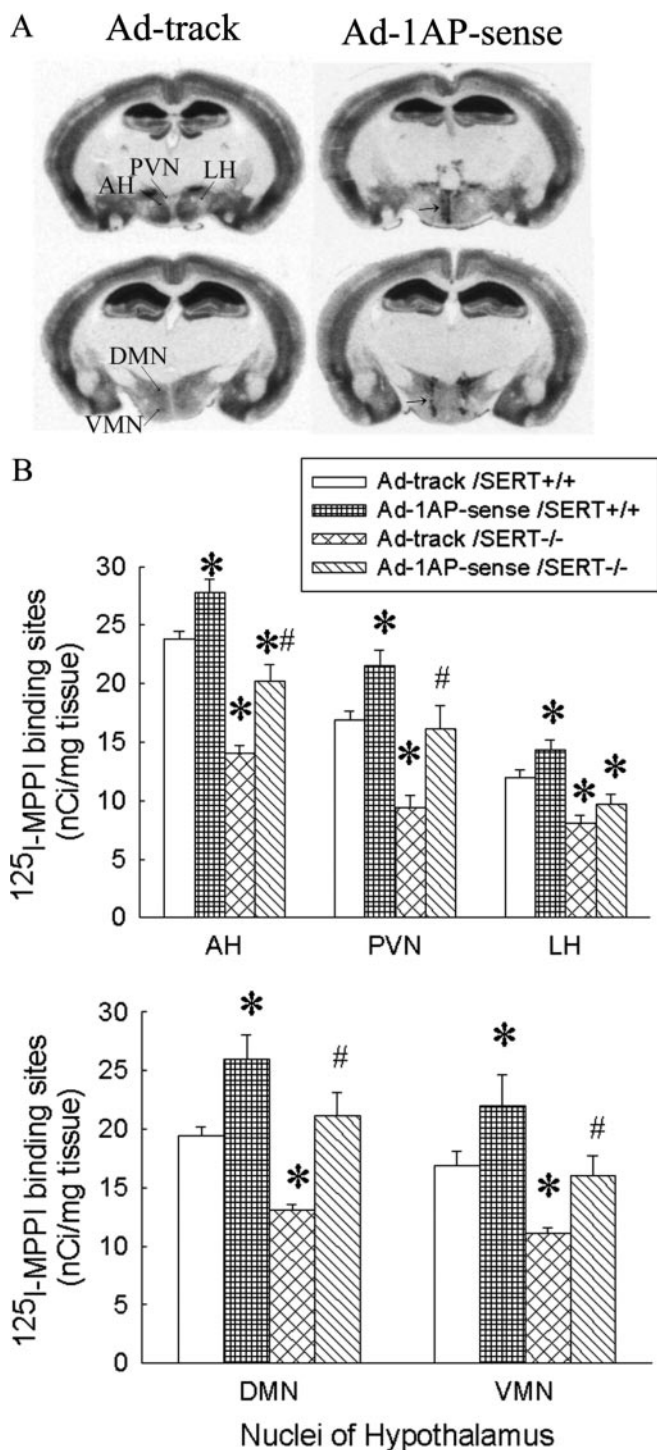 A
Ad-track Ad-1AP-sense
PVN
AH LH
DMN
VMN
B
Ad-track /SERT+/+
Ad-1AP-sense /SERT+/+
Ad-track /SERT-/-
Ad-1AP-sense /SERT-/-
125I-MPPI binding sites
(nCi/mg tissue)
30
25
20
15
10
5
0
* * * *# * * # * * *
AH PVN LH
125I-MPPI binding sites
(nCi/mg tissue)
30
25
20
15
10
5
0
* * # * * #
DMN VMN
Nuclei of Hypothalamus